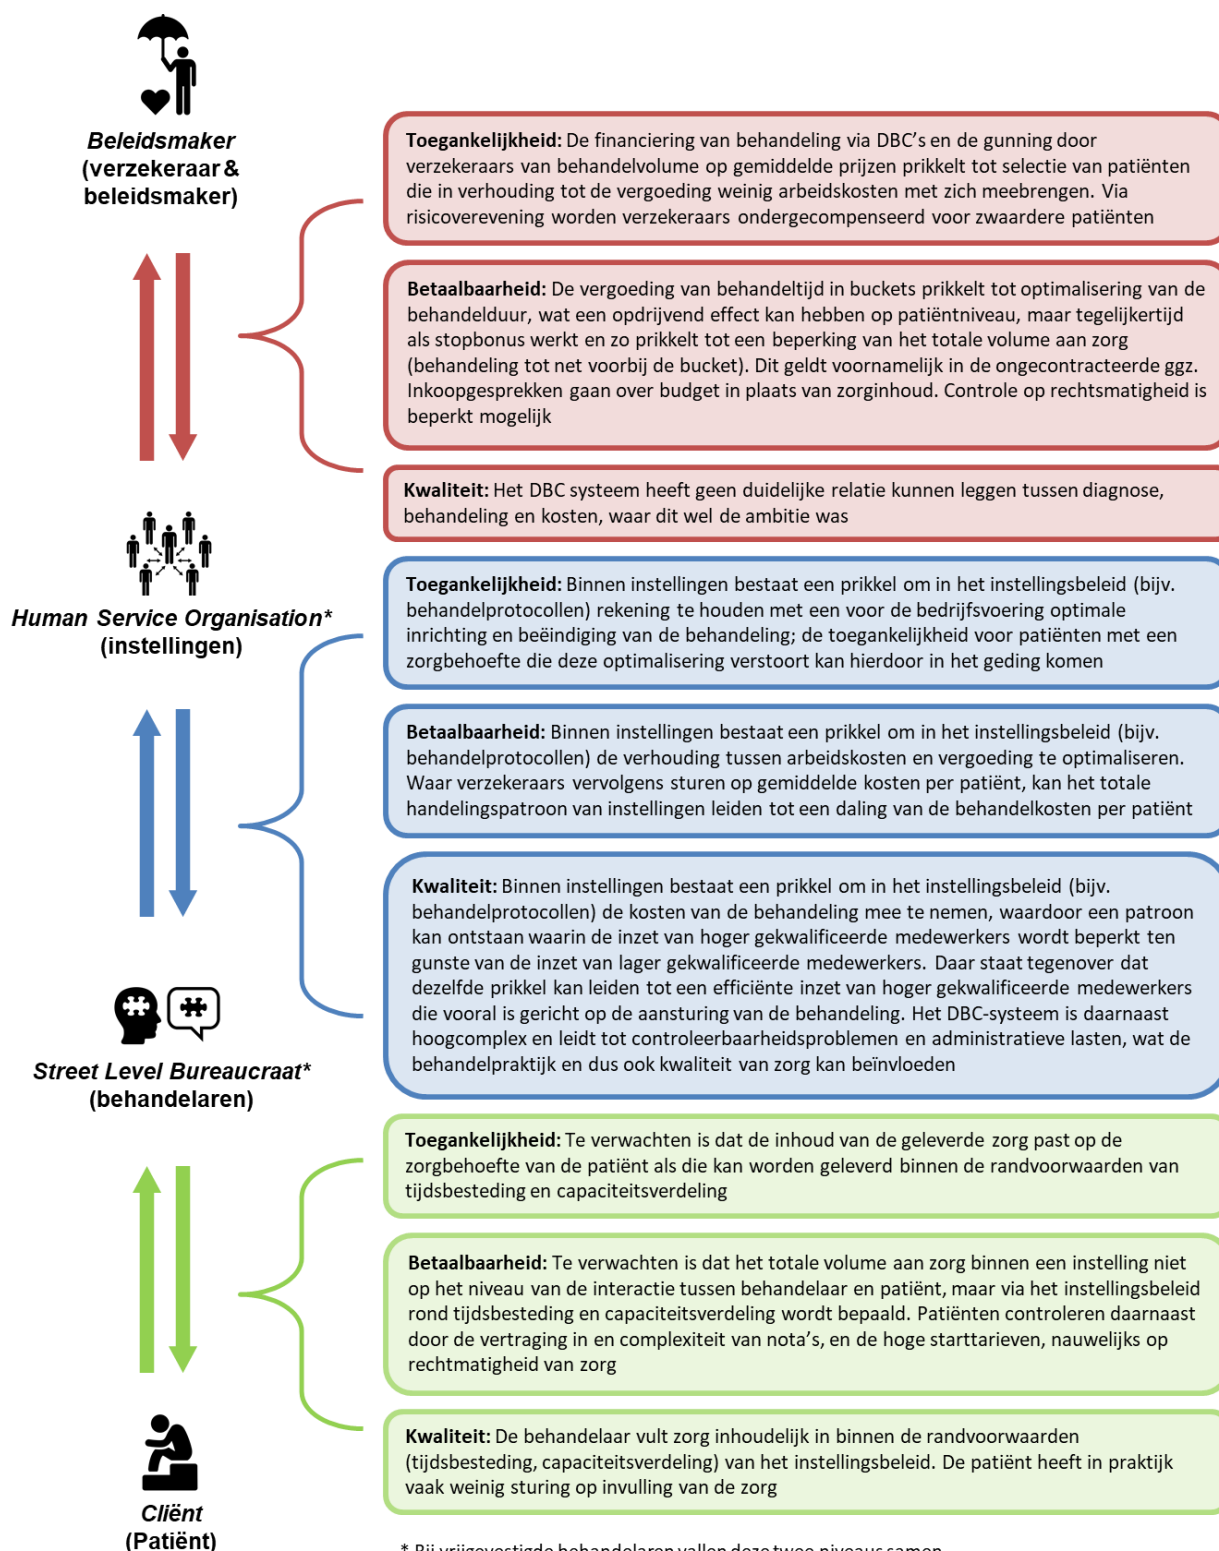 Beleidsmaker
(verzekeraar &
beleidsmaker)
Toegankelijkheid: De financiering van behandeling via DBC’s en de gunning door
verzekeraars van behandelvolume op gemiddelde prijzen prikkelt tot selectie van patiënten
die in verhouding tot de vergoeding weinig arbeidskosten met zich meebrengen. Via
risicoverevening worden verzekeraars ondergecompenseerd voor zwaardere patiënten
Betaalbaarheid: De vergoeding van behandeltijd in buckets prikkelt tot optimalisering van de
behandelduur, wat een opdrijvend effect kan hebben op patiëntniveau, maar tegelijkertijd
als stopbonus werkt en zo prikkelt tot een beperking van het totale volume aan zorg
(behandeling tot net voorbij de bucket). Dit geldt voornamelijk in de ongecontracteerde ggz.
Inkoopgesprekken gaan over budget in plaats van zorginhoud. Controle op rechtsmatigheid is
beperkt mogelijk
Kwaliteit: Het DBC systeem heeft geen duidelijke relatie kunnen leggen tussen diagnose,
behandeling en kosten, waar dit wel de ambitie was
Human Service Organisation*
(instellingen)
Toegankelijkheid: Binnen instellingen bestaat een prikkel om in het instellingsbeleid (bijv.
behandelprotocollen) rekening te houden met een voor de bedrijfsvoering optimale
inrichting en beëindiging van de behandeling; de toegankelijkheid voor patiënten met een
zorgbehoefte die deze optimalisering verstoort kan hierdoor in het geding komen
Betaalbaarheid: Binnen instellingen bestaat een prikkel om in het instellingsbeleid (bijv.
behandelprotocollen) de verhouding tussen arbeidskosten en vergoeding te optimaliseren.
Waar verzekeraars vervolgens sturen op gemiddelde kosten per patiënt, kan het totale
handelingspatroon van instellingen leiden tot een daling van de behandelkosten per patiënt
Kwaliteit: Binnen instellingen bestaat een prikkel om in het instellingsbeleid (bijv.
behandelprotocollen) de kosten van de behandeling mee te nemen, waardoor een patroon
kan ontstaan waarin de inzet van hoger gekwalificeerde medewerkers wordt beperkt ten
gunste van de inzet van lager gekwalificeerde medewerkers. Daar staat tegenover dat
dezelfde prikkel kan leiden tot een efficiënte inzet van hoger gekwalificeerde medewerkers
die vooral is gericht op de aansturing van de behandeling. Het DBC-systeem is daarnaast
hoogcomplex en leidt tot controleerbaarheidsproblemen en administratieve lasten, wat de
behandelpraktijk en dus ook kwaliteit van zorg kan beïnvloeden
Street Level Bureaucraat*
(behandelaren)
Toegankelijkheid: Te verwachten is dat de inhoud van de geleverde zorg past op de
zorgbehoefte van de patiënt als die kan worden geleverd binnen de randvoorwaarden van
tijdsbesteding en capaciteitsverdeling
Betaalbaarheid: Te verwachten is dat het totale volume aan zorg binnen een instelling niet
op het niveau van de interactie tussen behandelaar en patiënt, maar via het instellingsbeleid
rond tijdsbesteding en capaciteitsverdeling wordt bepaald. Patiënten controleren daarnaast
door de vertraging in en complexiteit van nota’s, en de hoge starttarieven, nauwelijks op
rechtmatigheid van zorg
Kwaliteit: De behandelaar vult zorg inhoudelijk in binnen de randvoorwaarden
(tijdsbesteding, capaciteitsverdeling) van het instellingsbeleid. De patiënt heeft in praktijk
vaak weinig sturing op invulling van de zorg
Cliënt
(Patiënt)
* Bij vrijgevestigde behandelaren vallen deze twee niveaus samen